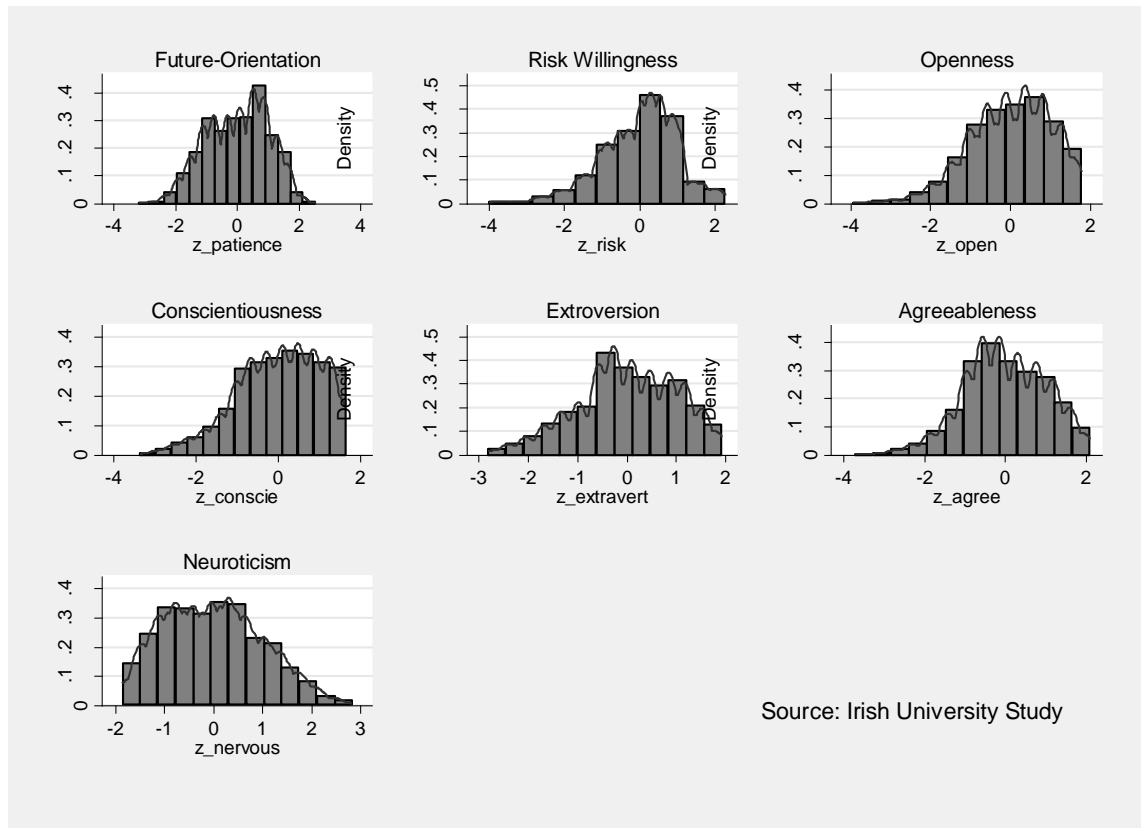 Future-Orientation
0 .1 .2 .3 .4
-4 -2 0 2 4
z_patience
Risk Willingness
Density
0 .1 .2 .3 .4 .5
-4 -2 0 2
z_risk
Openness
Density
0 .1 .2 .3 .4
-4 -2 0 2
z_open
Conscientiousness
0 .1 .2 .3 .4
-4 -2 0 2
z_conscie
Extroversion
Density
0 .1 .2 .3 .4 .5
-3 -2 -1 0 1 2
z_extravert
Agreeableness
Density
0 .1 .2 .3 .4
-4 -2 0 2
z_agree
Neuroticism
0 .1 .2 .3 .4
-2 -1 0 1 2 3
z_nervous
Source: Irish University Study